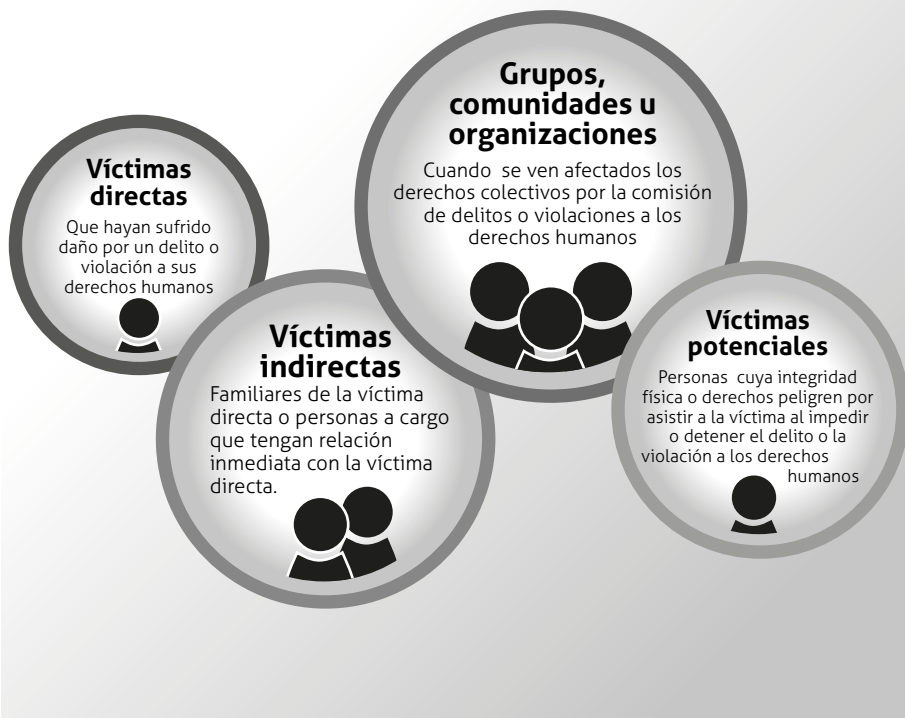 Víctimas
directas
Que hayan sufrido
daño por un delito o
violación a sus
derechos humanos
Víctimas
indirectas
Familiares de la víctima
directa o personas a cargo
que tengan relación
inmediata con la víctima
directa.
Grupos,
comunidades u
organizaciones
Cuando se ven afectados los
derechos colectivos por la comisión
de delitos o violaciones a los
derechos humanos
Víctimas
potenciales
Personas cuya integridad
física o derechos peligren por
asistir a la víctima al impedir
o detener el delito o la
violación a los derechos
humanos